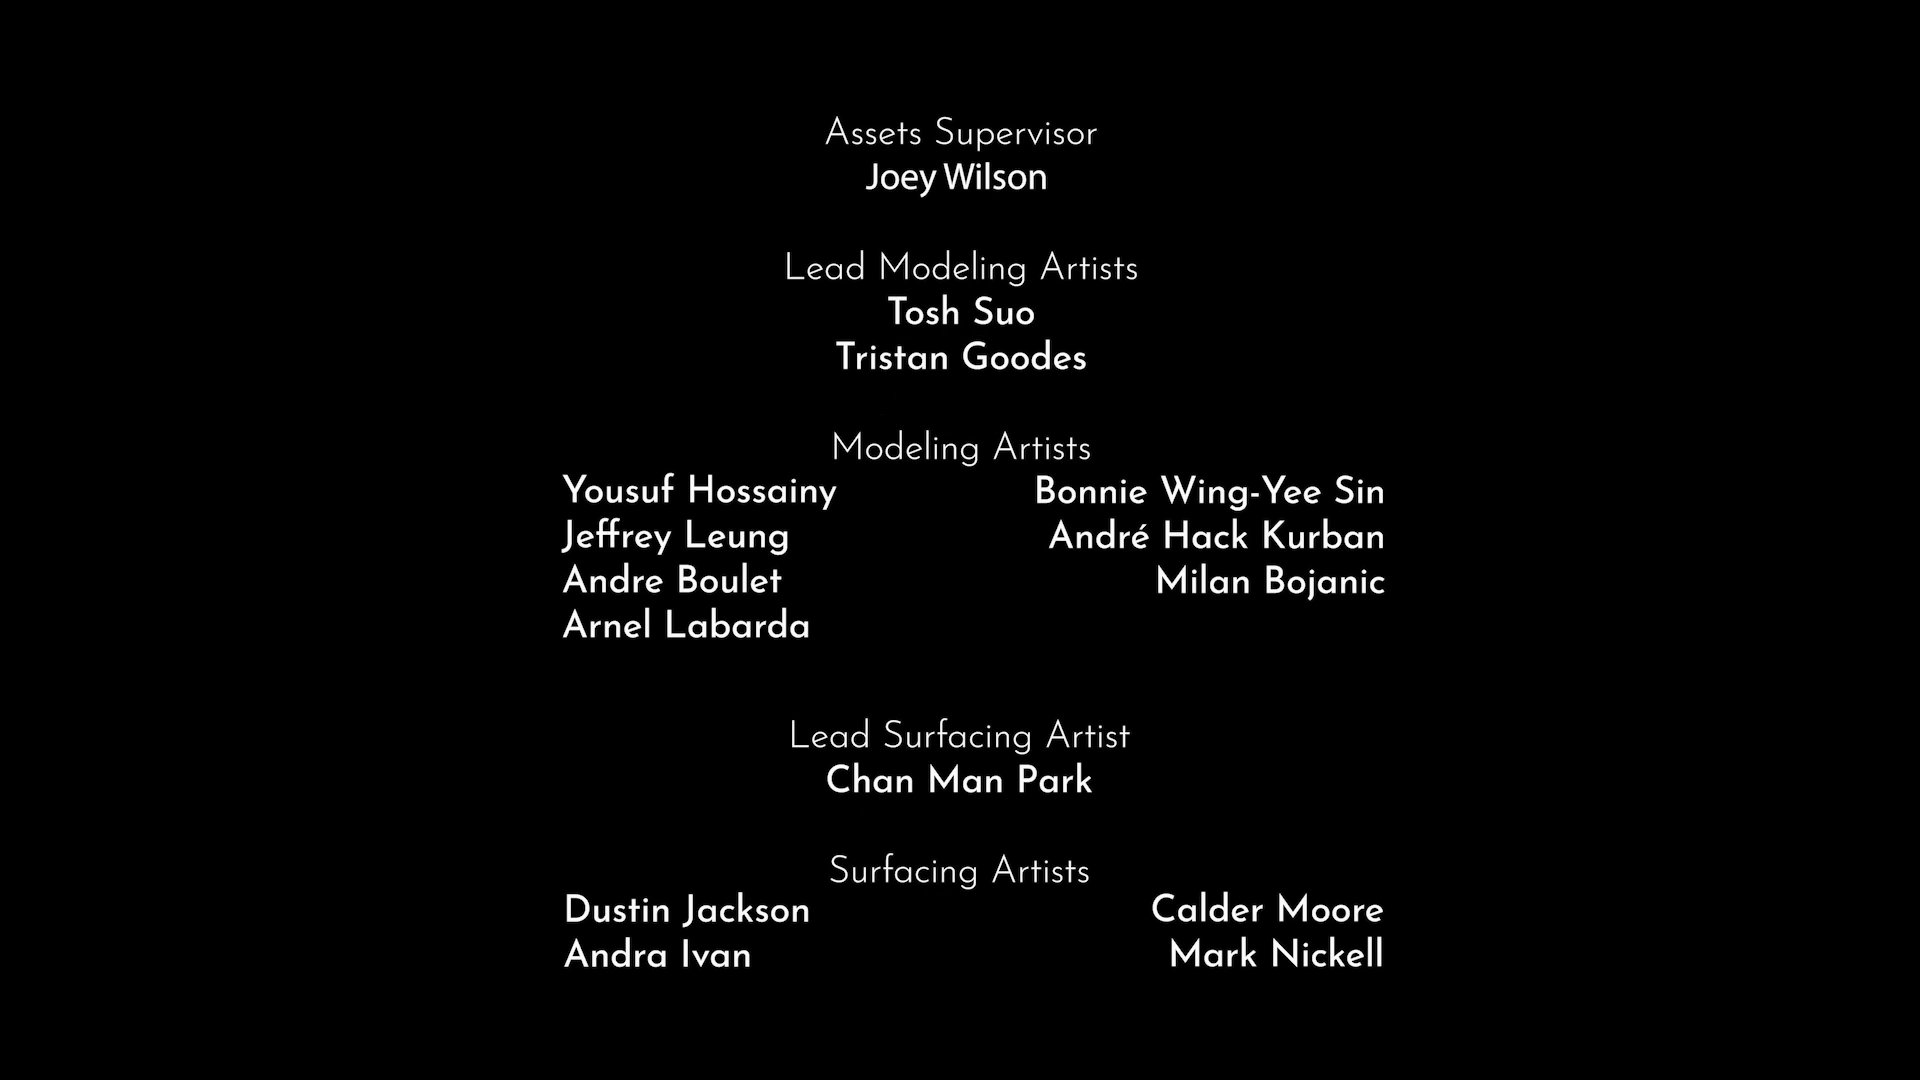 Assets Supervisor
Joey Wilson
Lead Modeling Artists
Tosh Suo
Tristan Goodes
Modeling Artists
Yousuf Hossainy
Jeffrey Leung
Andre Boulet
Arnel Labarda
Bonnie Wing-Yee Sin
André Hack Kurban
Milan Bojanic
Lead Surfacing Artist
Chan Man Park
Surfacing Artists
Dustin Jackson
Andra Ivan
Calder Moore
Mark Nickell